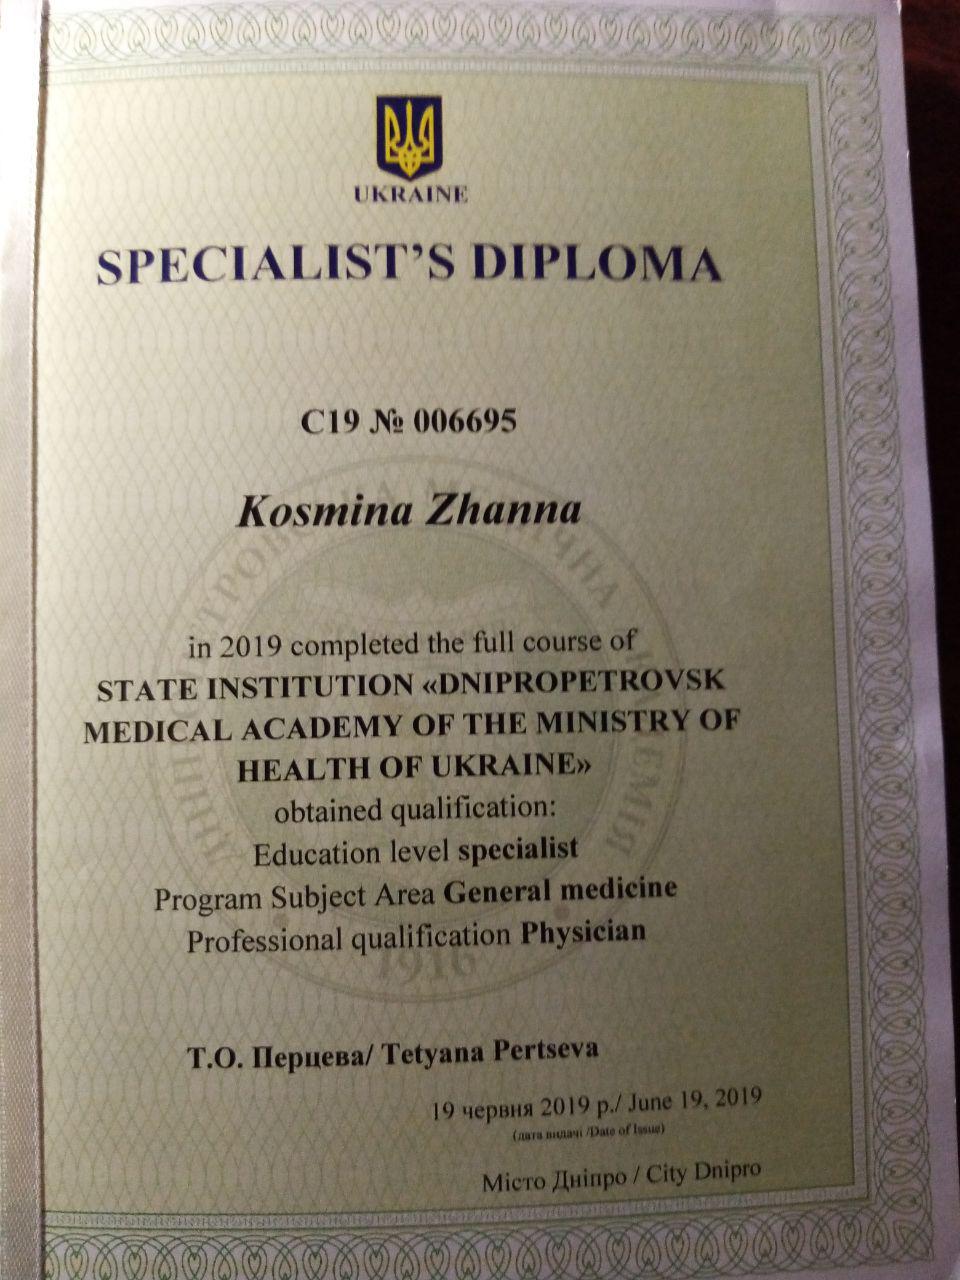 UKRAINE
SPECIALIST'S DIPLOMA
C19 № 006695
Kosmina Zhanna
in 2019 completed the full course of
STATE INSTITUTION «DNIPROPETROVSK
MEDICAL ACADEMY OF THE MINISTRY OF
HEALTH OF UKRAINE»
obtained qualification:
Education level specialist
Program Subject Area General medicine
Professional qualification Physician
1916
Т.О. Перцева/ Tetyana Pertseva
19 червня 2019 р./ June 19, 2019
(дата видачі /Date of Issue)
Місто Дніпро / City Dnipro